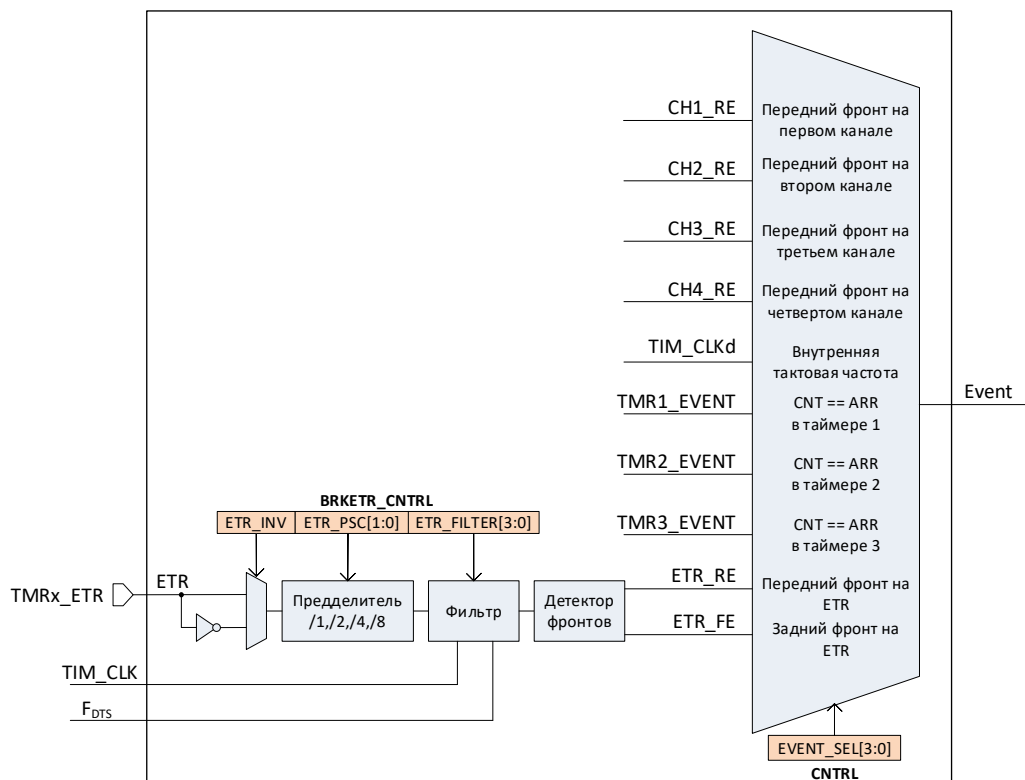 CH1_RE
Передний фронт на
первом канале
CH2_RE
Передний фронт на
втором канале
CH3_RE
Передний фронт на
третьем канале
CH4_RE
Передний фронт на
четвертом канале
TIM_CLKd
Внутренняя
тактовая частота
Event
TMR1_EVENT
CNT == ARR
в таймере 1
TMR2_EVENT
CNT == ARR
в таймере 2
BRKETR_CNTRL
ETR_INV ETR_PSC[1:0] ETR_FILTER[3:0]
TMR3_EVENT
CNT == ARR
в таймере 3
TMRx_ETR
ETR
Предделитель
/1,/2,/4,/8
Фильтр
Детектор
фронтов
ETR_RE
Передний фронт на
ETR
ETR_FE
Задний фронт на
ETR
TIM_CLK
FDTS
EVENT_SEL[3:0]
CNTRL